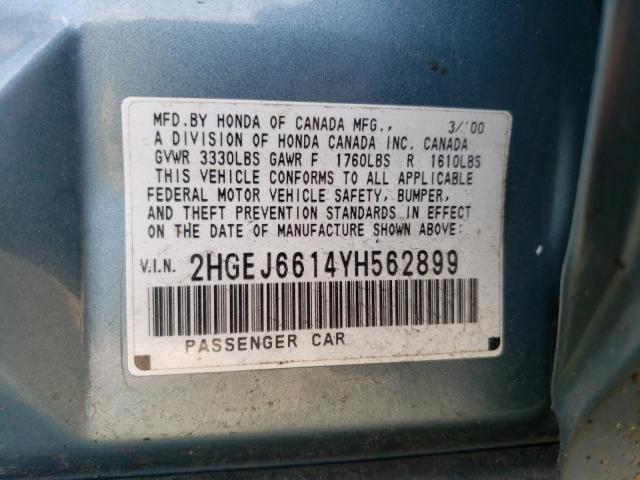 MFD.BY HONDA OF CANADA MFG., 3/'00
A DIVISION OF HONDA CANADA INC. CANADA
GVWR 3330LBS GAWR F 1760LBS R 1610LBS
THIS VEHICLE CONFORMS TO ALL APPLICABLE
FEDERAL MOTOR VEHICLE SAFETY, BUMPER,
AND THEFT PREVENTION STANDARDS IN EFFECT
ON THE DATE OF MANUFACTURE SHOWN ABOVE:
V.I.N. 2HGEJ6614YH562899
PASSENGER CAR